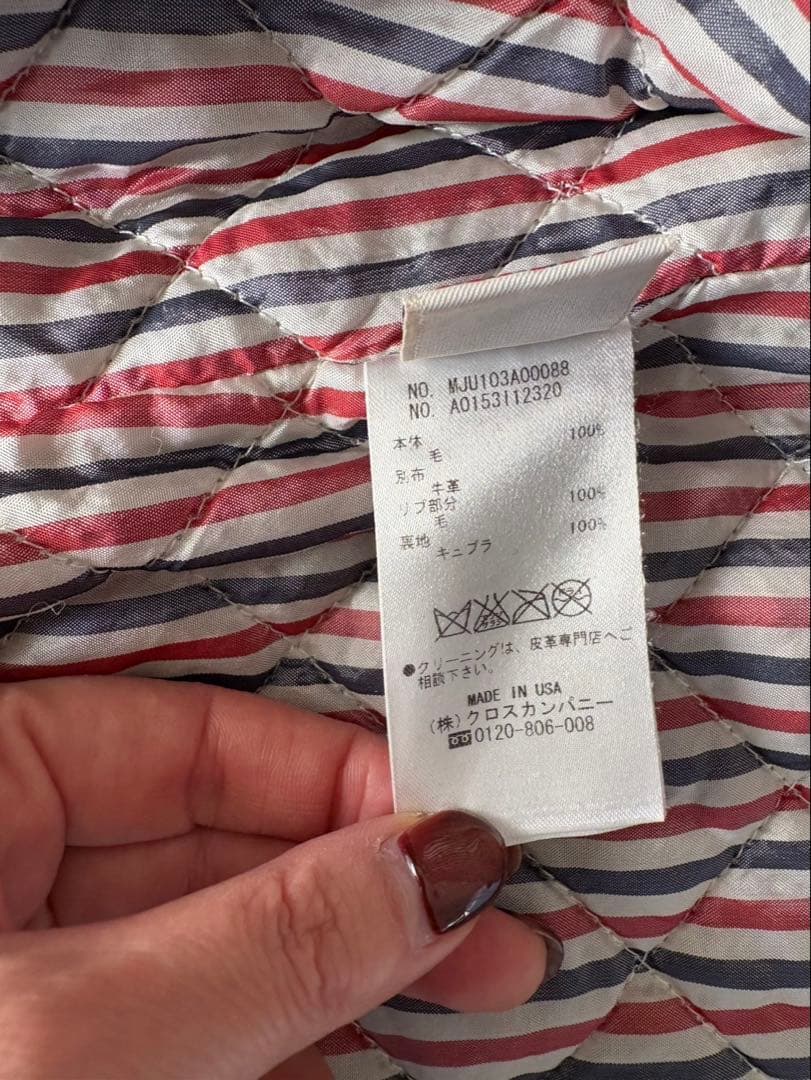 NO. MJU103A00088
NO. A0153112320
本体
毛 100%
別布
牛革
リブ部分
毛 100%
裏地
キュプラ 100%
●クリーニングは、皮革専門店へご
相談下さい。
MADE IN USA
(株)クロスカンパニー
0120-806-008